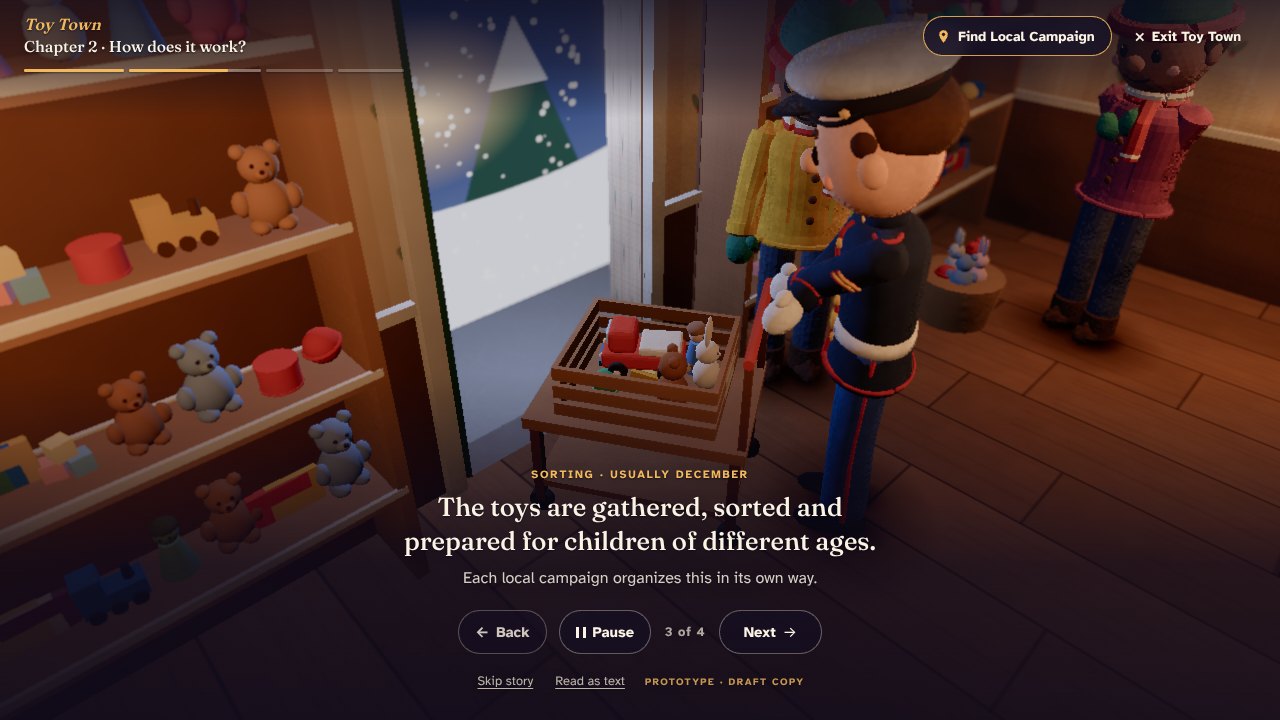 Toy Town
Chapter 2 · How does it work?
Find Local Campaign
× Exit Toy Town
SORTING · USUALLY DECEMBER
The toys are gathered, sorted and
prepared for children of different ages.
Each local campaign organizes this in its own way.
← Back
Pause
3 of 4
Next →
Skip story
Read as text
PROTOTYPE · DRAFT COPY